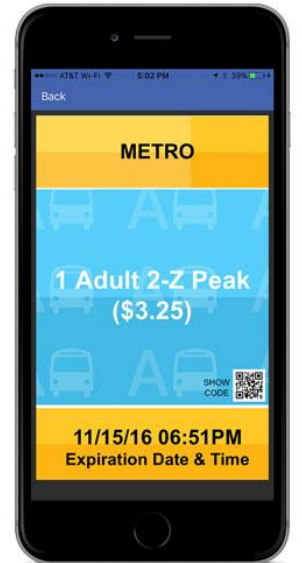 AT&T Wi-Fi 5:02 PM 39%
Back
METRO
1 Adult 2-Z Peak
($3.25)
SHOW
CODE
11/15/16 06:51PM
Expiration Date & Time